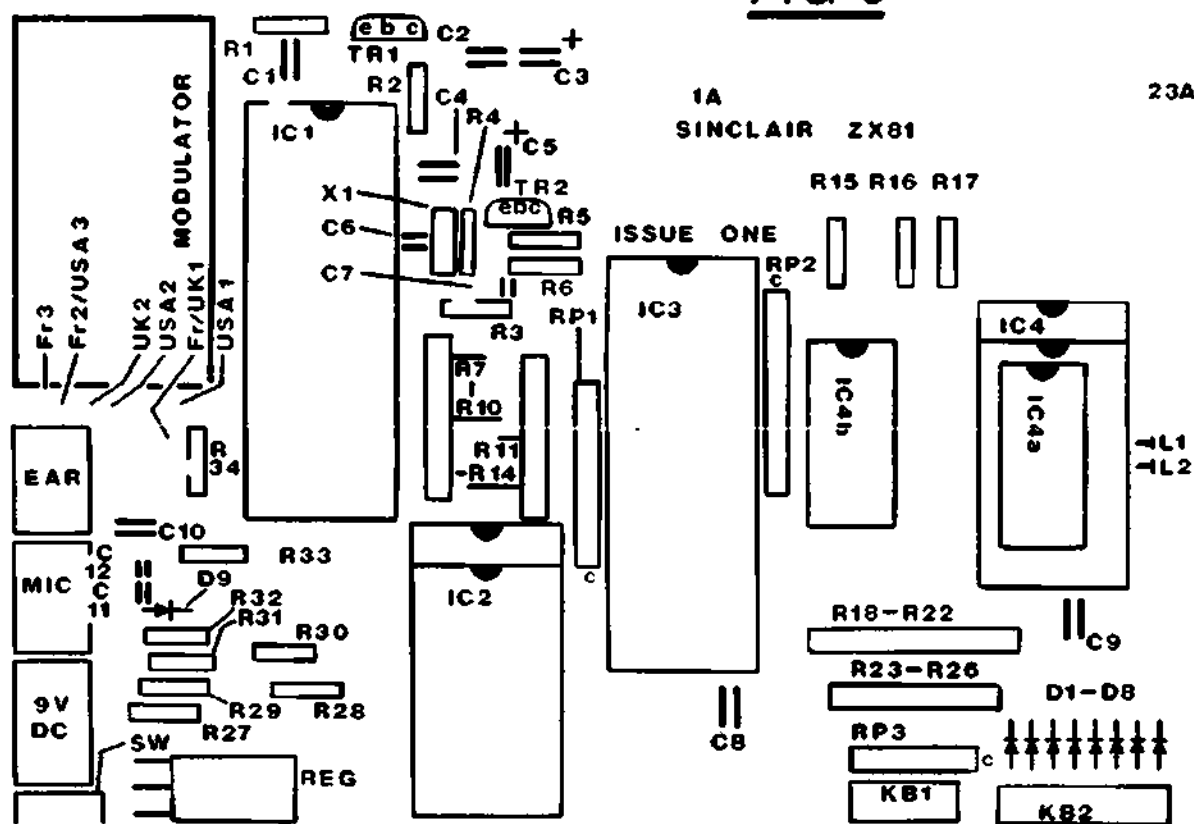 R1
e b c
TR1
C1
C2
+
C3
R2
C4
R4
IC1
+
C5
1A
23A
SINCLAIR ZX81
MODULATOR
X1
TR2
ebc
R5
R15 R16 R17
C6
ISSUE ONE
C7
R6
RP2
c
R3
RP1
IC3
IC4
Fr3
Fr2/USA3
UK2
USA2
Fr/UK1
USA1
R7
R10
R11
R14
IC4b
IC4a
L1
L2
R
34
EAR
C10
R33
c
MIC
C
12
C
11
D9
R32
R31
IC2
R30
R18-R22
C9
R23-R26
9V
DC
R29
R28
R27
D1-D8
SW
C8
RP3
c
REG
KB1
KB2